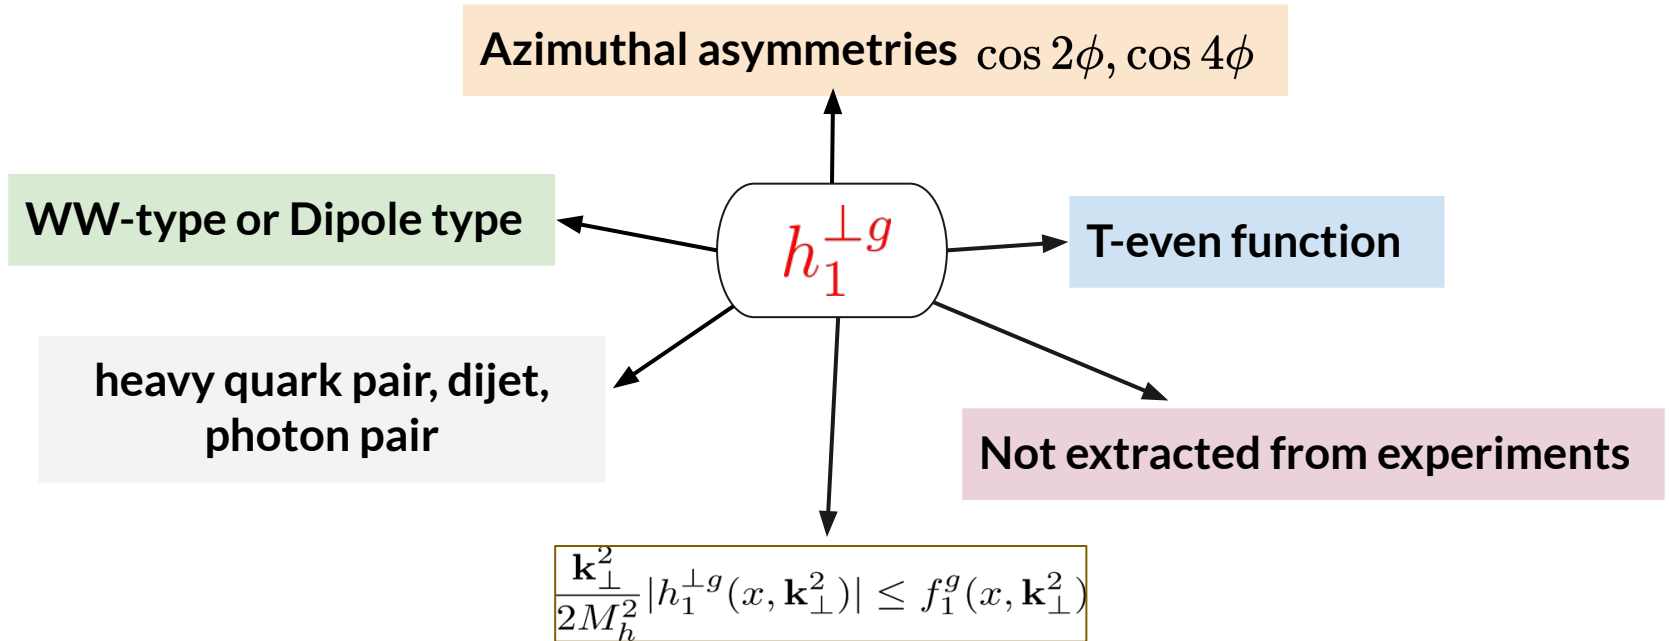 Azimuthal asymmetries cos 2ϕ, cos 4ϕ
WW-type or Dipole type
h_1^{⊥g}
T-even function
heavy quark pair, dijet,
photon pair
Not extracted from experiments
\frac{𝐤_⊥^2}{2M_h^2}|h_1^{⊥g}(x, 𝐤_⊥^2)| ≤ f_1^g(x, 𝐤_⊥^2)